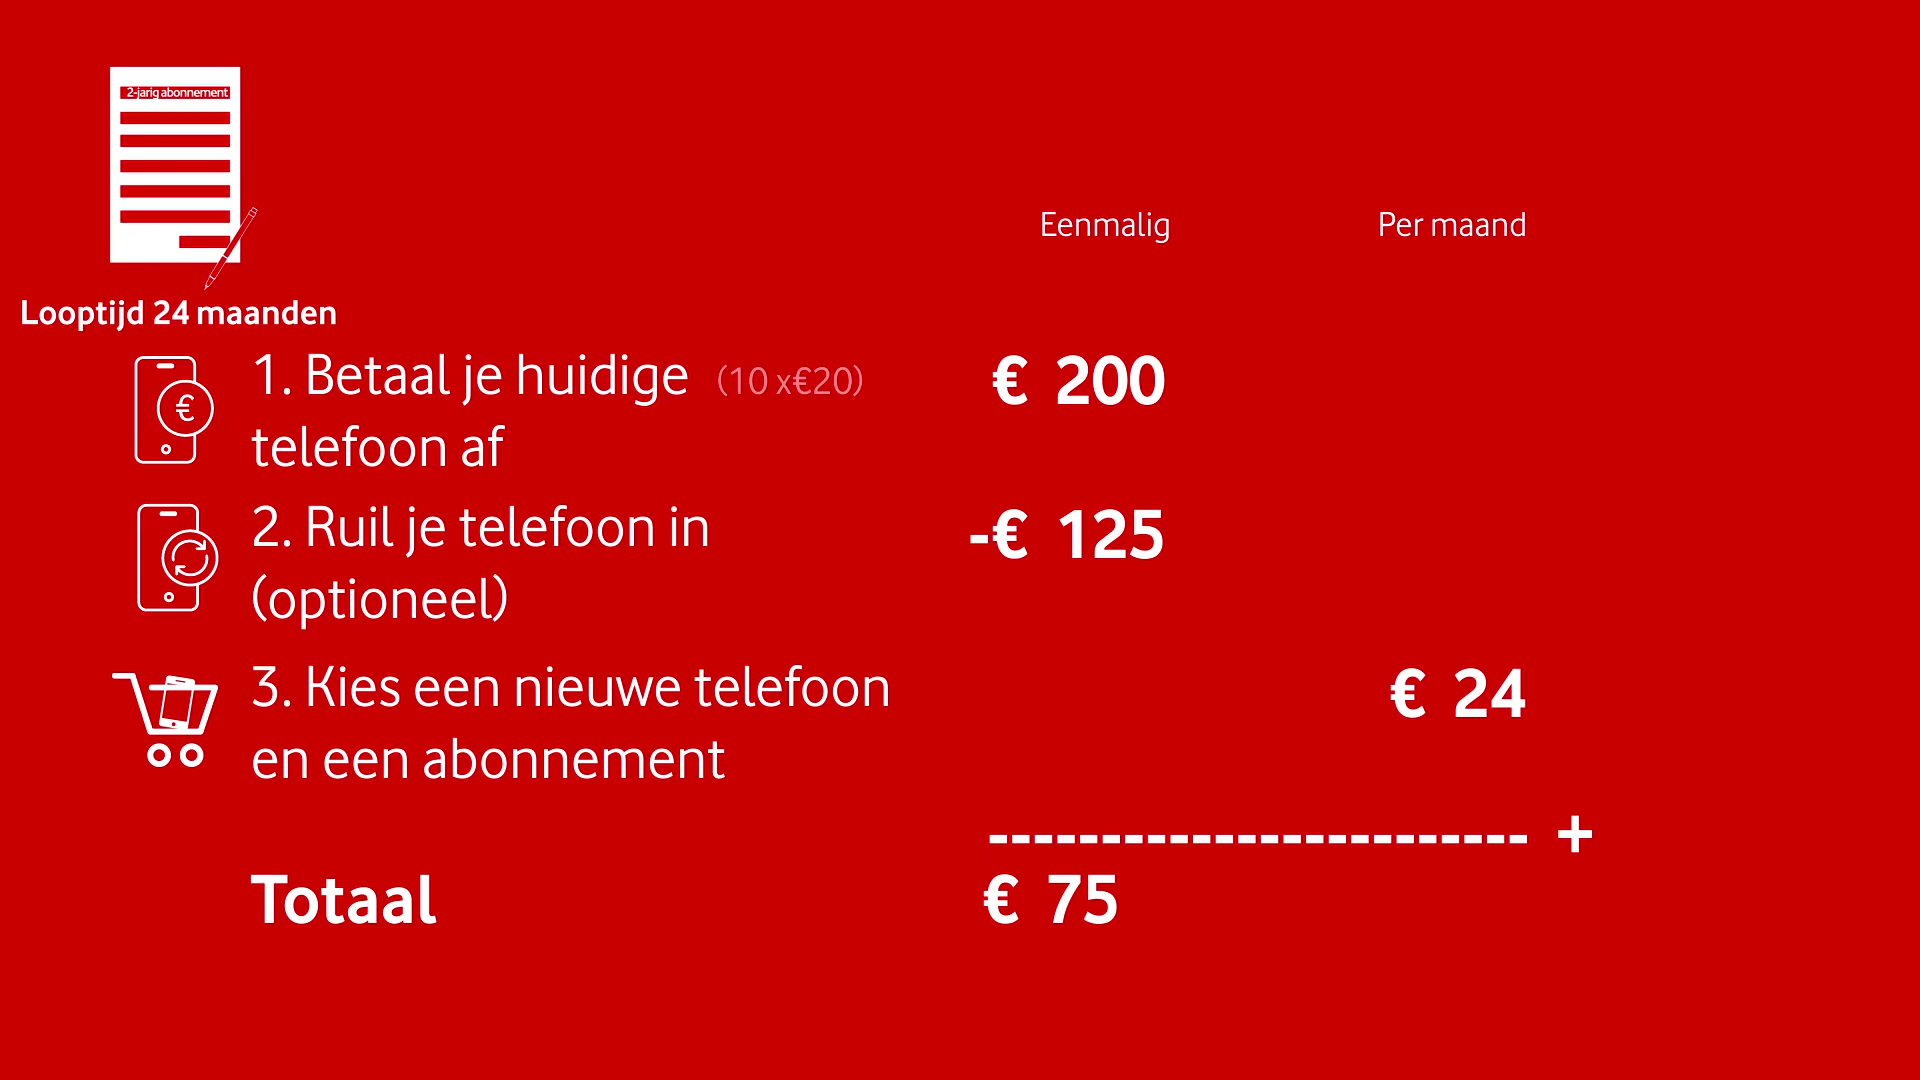 2-jarig abonnement
Eenmalig Per maand
Looptijd 24 maanden
1. Betaal je huidige (10 x€20) € 200
telefoon af
2. Ruil je telefoon in -€ 125
(optioneel)
3. Kies een nieuwe telefoon € 24
en een abonnement
------------------------ +
Totaal € 75